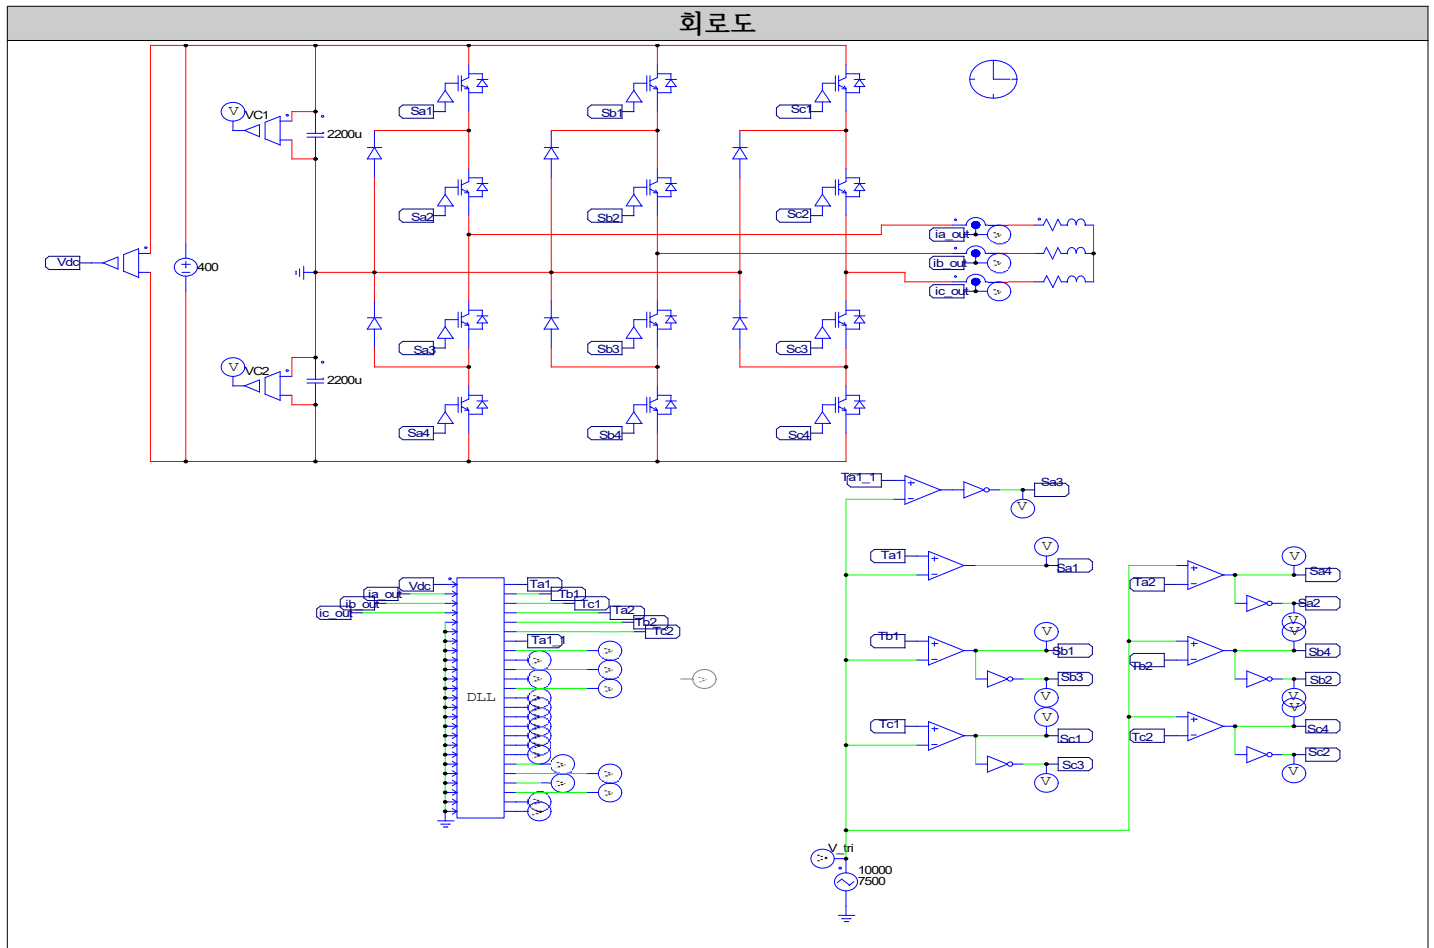 회로도
VC1
2200u
Sa1
Sb1
Sc1
Sa2
Sb2
Sc2
ia_out
Vdc
400
ib_out
ic_out
Sa3
Sb3
Sc3
VC2
2200u
Sa4
Sb4
Sc4
Ta1_1
Sa3
Ta1
Sa1
Sa4
Vdc
Ta1
Ta2
ia_out
Tb1
Sa2
ib_out
Tc1
ic_out
Ta2
Tb2
Tc2
Ta1_1
Tb1
Sb1
Sb4
Tb2
Sb3
Sb2
DLL
Tc1
Sc1
Sc4
Tc2
Sc3
Sc2
V_tri
10000
7500